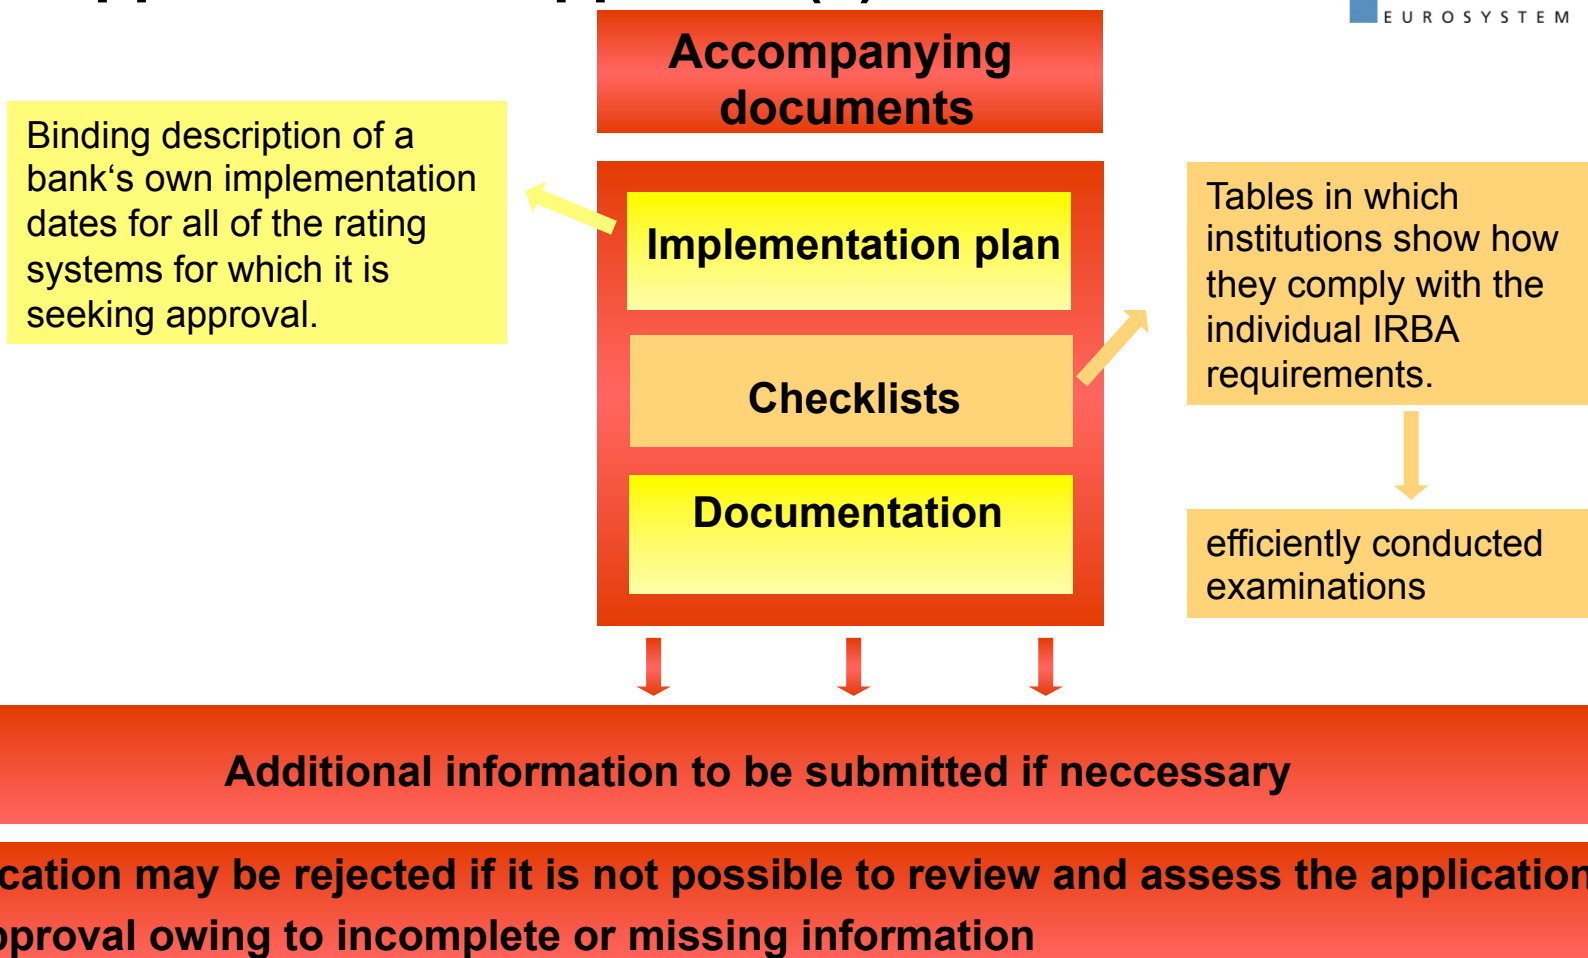 EUROSYSTEM
Accompanying
documents
Binding description of a
bank‘s own implementation
dates for all of the rating
systems for which it is
seeking approval.
Implementation plan
Checklists
Documentation
Tables in which
institutions show how
they comply with the
individual IRBA
requirements.
efficiently conducted
examinations
Additional information to be submitted if neccessary
cation may be rejected if it is not possible to review and assess the application
pproval owing to incomplete or missing information